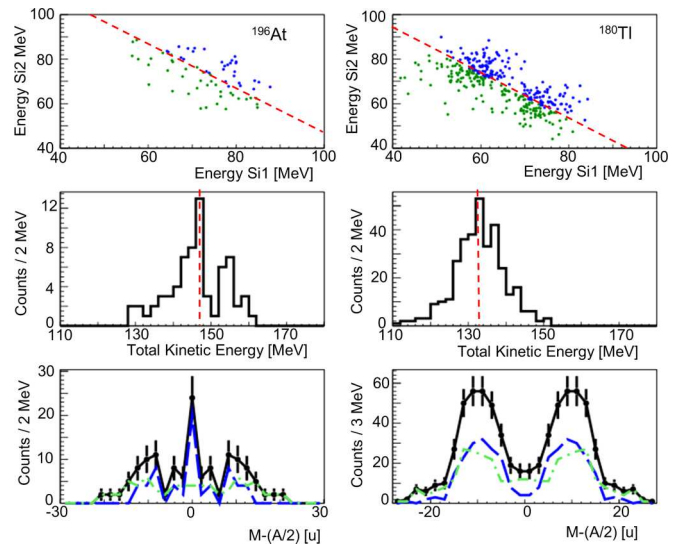 100
80
60
40
Energy Si2 MeV
¹⁹⁶At
40 60 80 100
Energy Si1 [MeV]
100
80
60
40
Energy Si2 MeV
¹⁸⁰Tl
40 60 80 100
Energy Si1 [MeV]
12
8
4
0
Counts / 2 MeV
110 130 150 170
Total Kinetic Energy [MeV]
40
20
0
Counts / 2 MeV
110 130 150 170
Total Kinetic Energy [MeV]
30
20
10
0
Counts / 2 MeV
-30 0 30
M-(A/2) [u]
60
40
20
0
Counts / 3 MeV
-20 0 20
M-(A/2) [u]